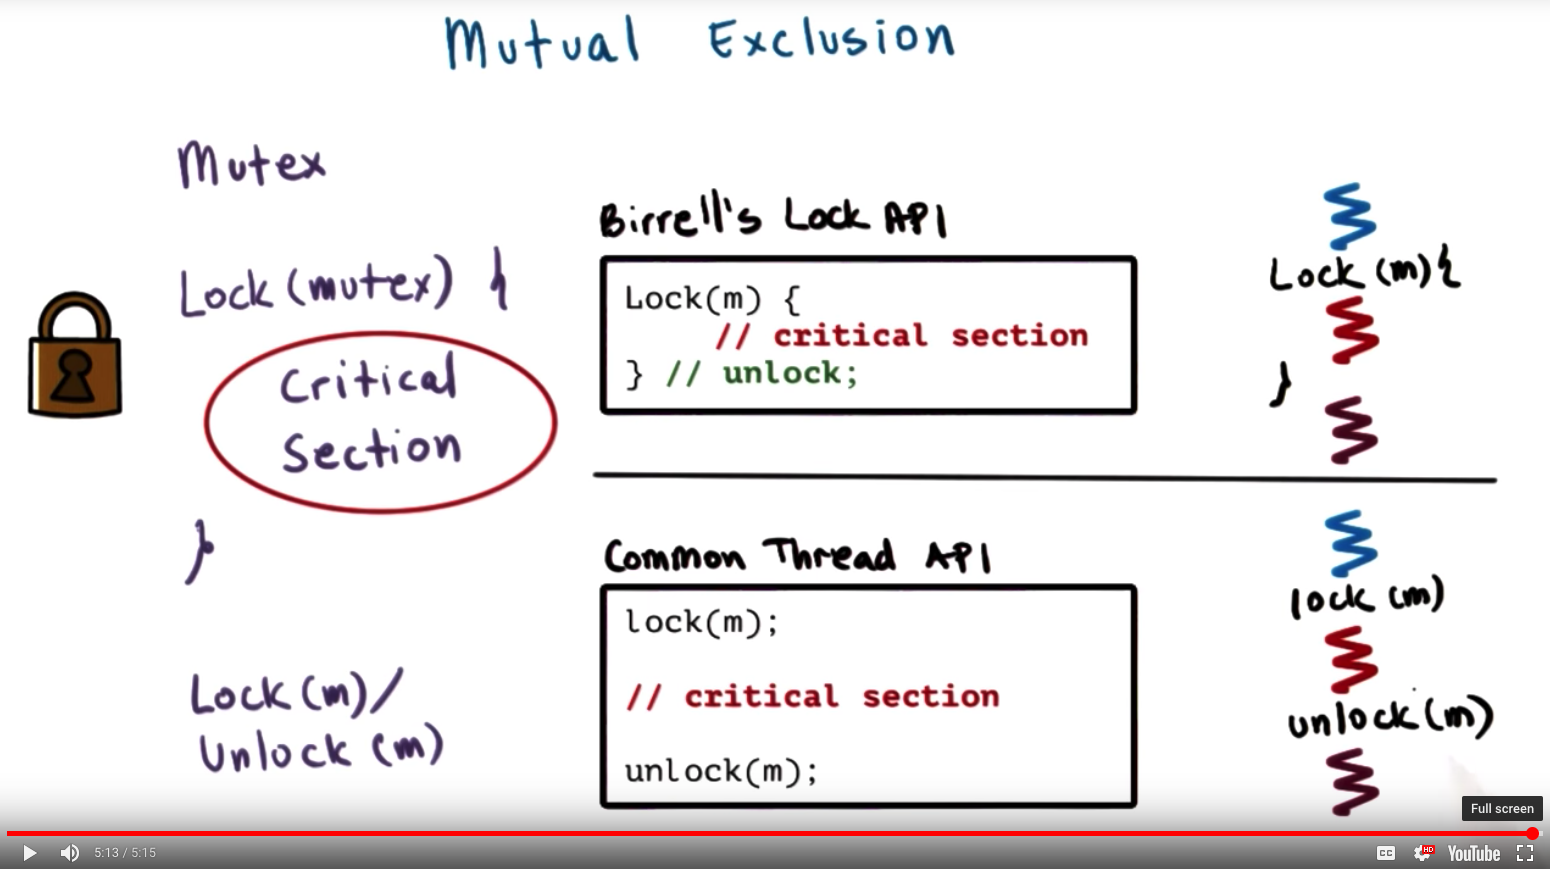 Mutual Exclusion
Mutex
Lock (mutex) {
Critical
Section
}
Lock (m)/
Unlock (m)
Birrell's Lock API
Lock(m) {
// critical section
} // unlock;
Lock (m) {
}
Common Thread API
lock(m);
// critical section
unlock(m);
lock (m)
unlock (m)
Full screen
5:13 / 5:15
CC
HD
YouTube